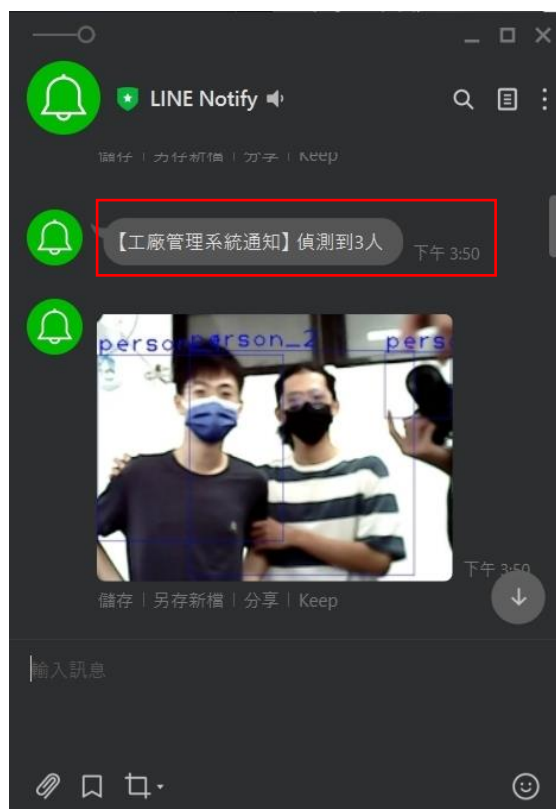 LINE Notify
儲存 | 另存新檔 | 分享 | Keep
【工廠管理系統通知】偵測到3人
下午 3:50
person_2
pers
下午 3:50
儲存 | 另存新檔 | 分享 | Keep
輸入訊息